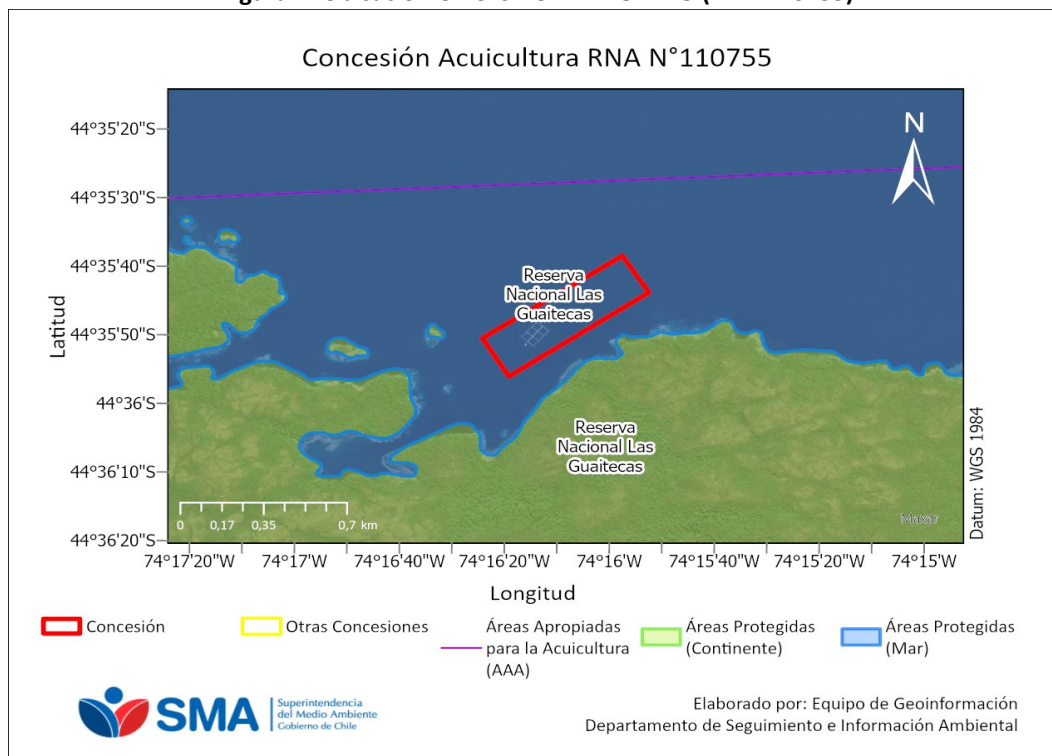 Concesión Acuicultura RNA N°110755
44°35'20"S
44°35'30"S
44°35'40"S
44°35'50"S
44°36'S
44°36'10"S
44°36'20"S
Latitud
N
Reserva
Nacional Las
Guaitecas
Reserva
Nacional Las
Guaitecas
Datum: WGS 1984
Maxar
0 0,17 0,35 0,7 km
74°17'20"W 74°17'W 74°16'40"W 74°16'20"W 74°16'W 74°15'40"W 74°15'20"W 74°15'W
Longitud
Concesión
Otras Concesiones
Áreas Apropiadas
para la Acuicultura
(AAA)
Áreas Protegidas
(Continente)
Áreas Protegidas
(Mar)
SMA
Superintendencia
del Medio Ambiente
Gobierno de Chile
Elaborado por: Equipo de Geoinformación
Departamento de Seguimiento e Información Ambiental